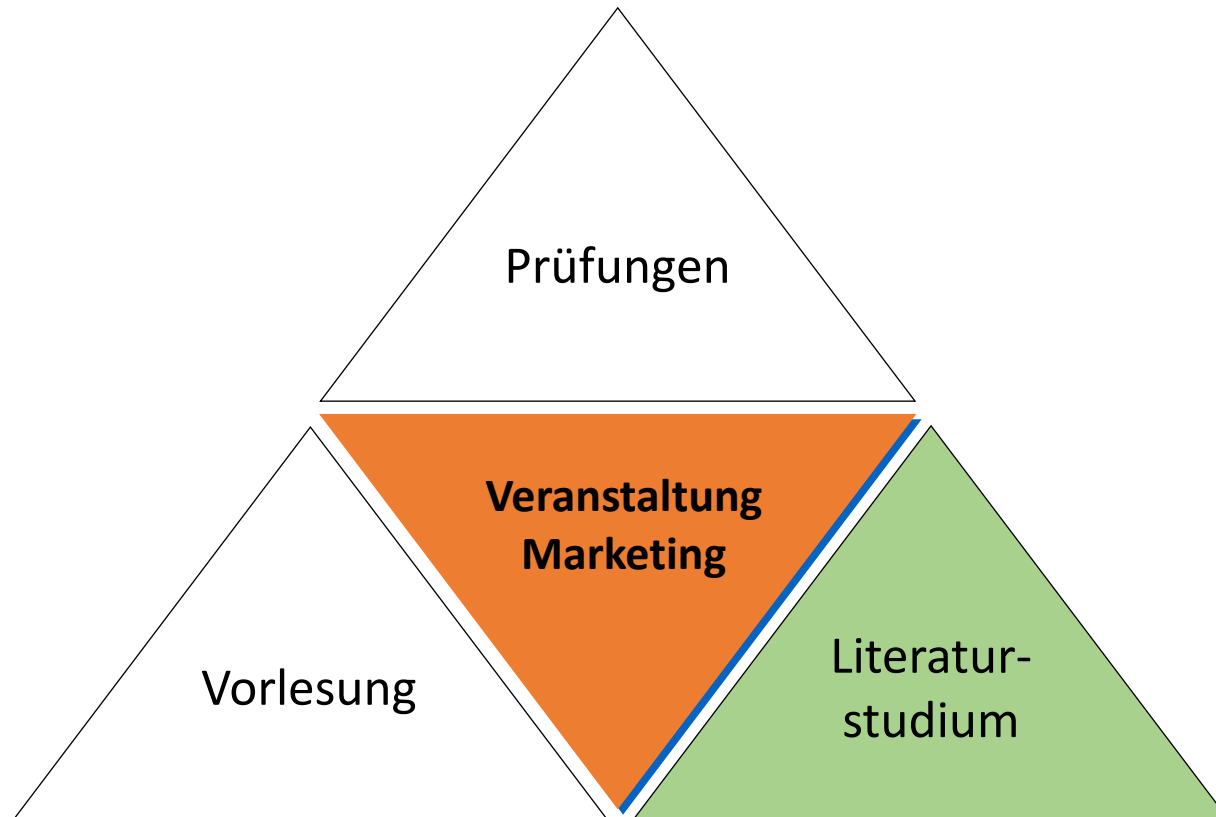 Prüfungen
Veranstaltung
Marketing
Vorlesung
Literatur-
studium